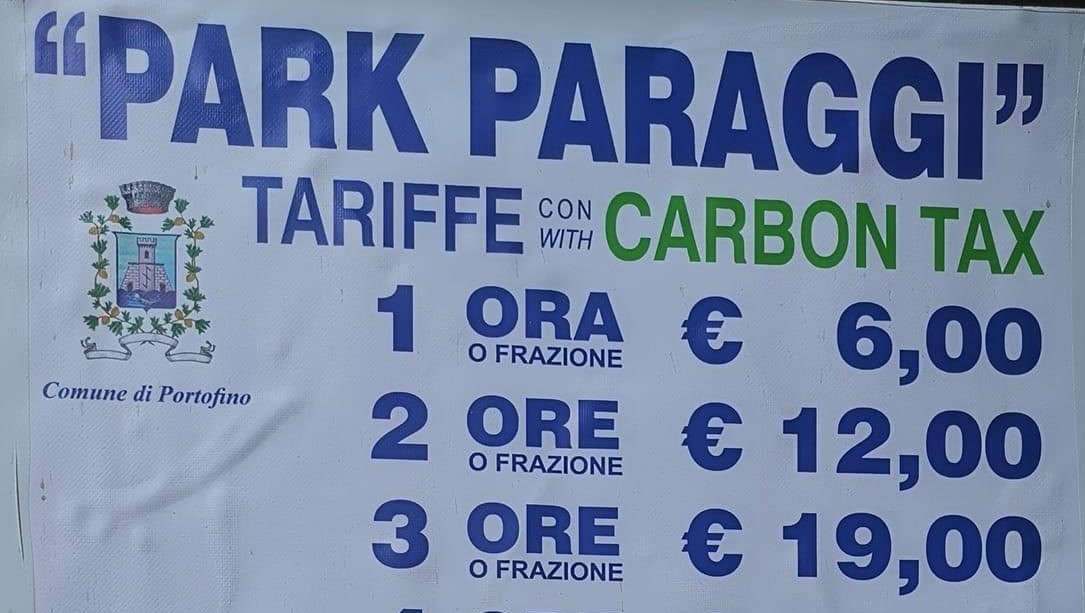 “PARK PARAGGI”
TARIFFE CON WITH CARBON TAX
1 ORA O FRAZIONE € 6,00
Comune di Portofino
2 ORE O FRAZIONE € 12,00
3 ORE O FRAZIONE € 19,00